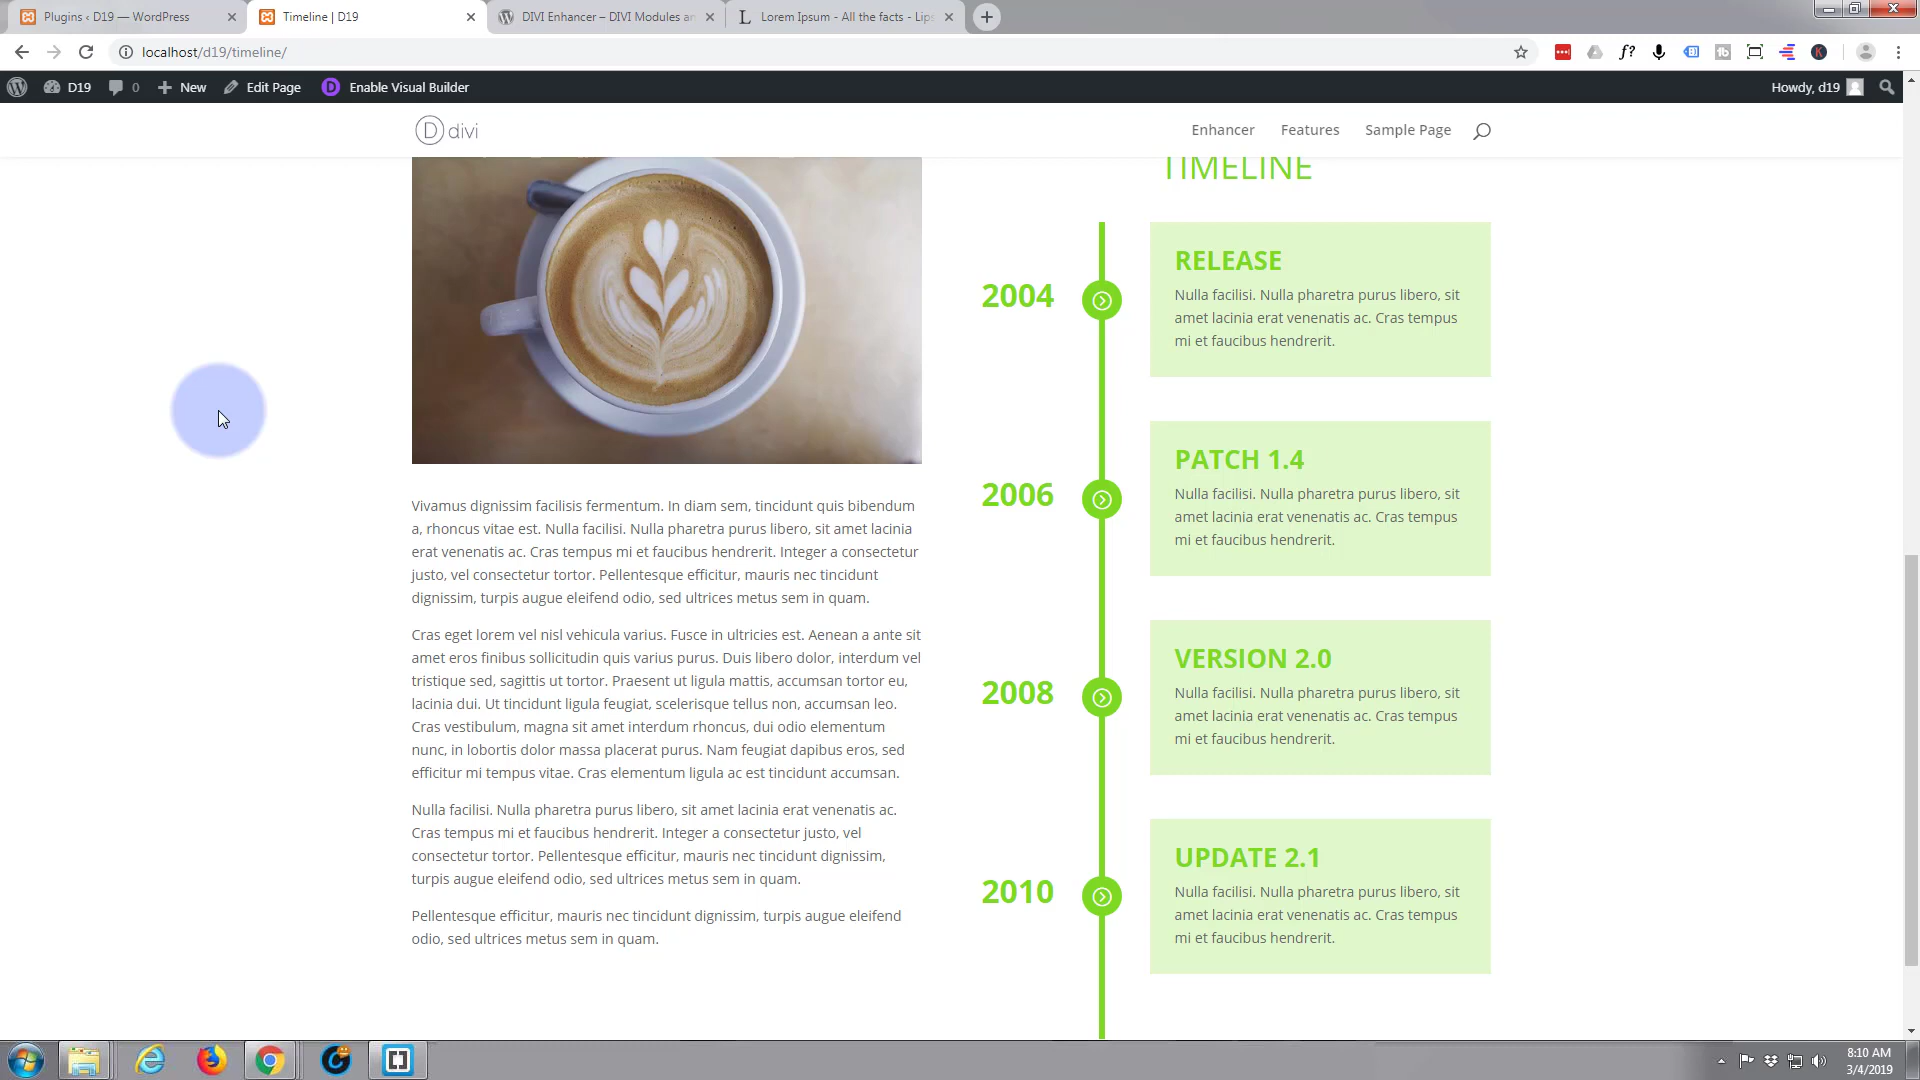 Plugins ‹ D19 — WordPress
Timeline | D19
DIVI Enhancer – DIVI Modules an
Lorem Ipsum - All the facts - Lips
localhost/d19/timeline/
D19
0
New
Edit Page
Enable Visual Builder
Howdy, d19
divi
Enhancer
Features
Sample Page
TIMELINE
2004
RELEASE
Nulla facilisi. Nulla pharetra purus libero, sit
amet lacinia erat venenatis ac. Cras tempus
mi et faucibus hendrerit.
2006
PATCH 1.4
Nulla facilisi. Nulla pharetra purus libero, sit
amet lacinia erat venenatis ac. Cras tempus
mi et faucibus hendrerit.
2008
VERSION 2.0
Nulla facilisi. Nulla pharetra purus libero, sit
amet lacinia erat venenatis ac. Cras tempus
mi et faucibus hendrerit.
2010
UPDATE 2.1
Nulla facilisi. Nulla pharetra purus libero, sit
amet lacinia erat venenatis ac. Cras tempus
mi et faucibus hendrerit.
Vivamus dignissim facilisis fermentum. In diam sem, tincidunt quis bibendum
a, rhoncus vitae est. Nulla facilisi. Nulla pharetra purus libero, sit amet lacinia
erat venenatis ac. Cras tempus mi et faucibus hendrerit. Integer a consectetur
justo, vel consectetur tortor. Pellentesque efficitur, mauris nec tincidunt
dignissim, turpis augue eleifend odio, sed ultrices metus sem in quam.
Cras eget lorem vel nisl vehicula varius. Fusce in ultricies est. Aenean a ante sit
amet eros finibus sollicitudin quis varius purus. Duis libero dolor, interdum vel
tristique sed, sagittis ut tortor. Praesent ut ligula mattis, accumsan tortor eu,
lacinia dui. Ut tincidunt ligula feugiat, scelerisque tellus non, accumsan leo.
Cras vestibulum, magna sit amet interdum rhoncus, dui odio elementum
nunc, in lobortis dolor massa placerat purus. Nam feugiat dapibus eros, sed
efficitur mi tempus vitae. Cras elementum ligula ac est tincidunt accumsan.
Nulla facilisi. Nulla pharetra purus libero, sit amet lacinia erat venenatis ac.
Cras tempus mi et faucibus hendrerit. Integer a consectetur justo, vel
consectetur tortor. Pellentesque efficitur, mauris nec tincidunt dignissim,
turpis augue eleifend odio, sed ultrices metus sem in quam.
Pellentesque efficitur, mauris nec tincidunt dignissim, turpis augue eleifend
odio, sed ultrices metus sem in quam.
8:10 AM
3/4/2019